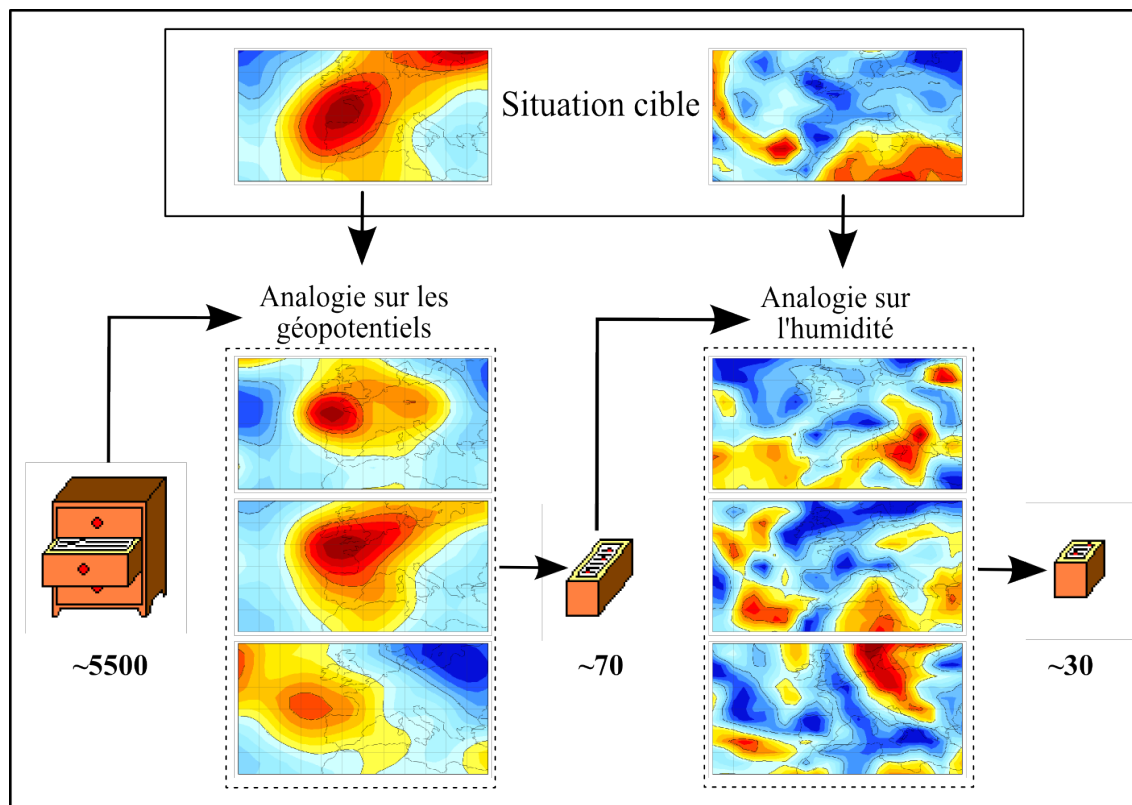 Situation cible
Analogie sur les
géopotentiels
Analogie sur
l'humidité
~5500
~70
~30